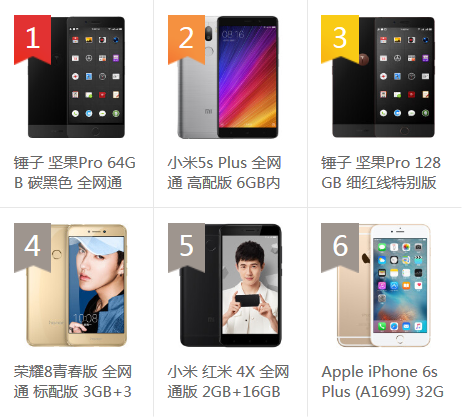 1
2
3
锤子 坚果Pro 64G
B 碳黑色 全网通
小米5s Plus 全网
通 高配版 6GB内
锤子 坚果Pro 128
GB 细红线特别版
4
5
6
荣耀8青春版 全网
通 标配版 3GB+3
小米 红米 4X 全网
通版 2GB+16GB
Apple iPhone 6s
Plus (A1699) 32G